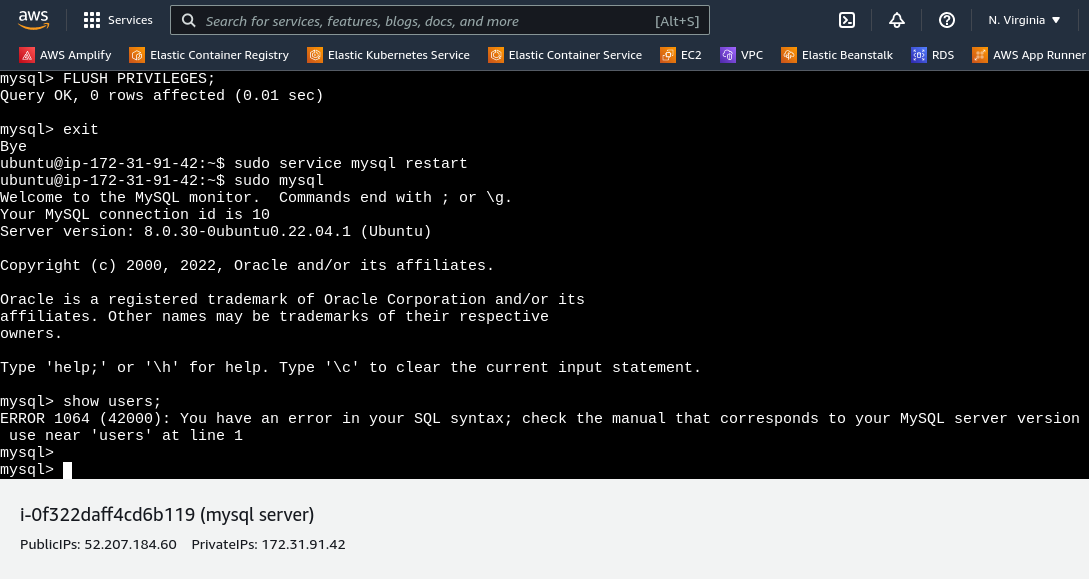 aws
Services
Search for services, features, blogs, docs, and more
[Alt+S]
N. Virginia
AWS Amplify
Elastic Container Registry
Elastic Kubernetes Service
Elastic Container Service
EC2
VPC
Elastic Beanstalk
RDS
AWS App Runner
mysql> FLUSH PRIVILEGES;
Query OK, 0 rows affected (0.01 sec)
mysql> exit
Bye
ubuntu@ip-172-31-91-42:~$ sudo service mysql restart
ubuntu@ip-172-31-91-42:~$ sudo mysql
Welcome to the MySQL monitor.  Commands end with ; or \g.
Your MySQL connection id is 10
Server version: 8.0.30-0ubuntu0.22.04.1 (Ubuntu)
Copyright (c) 2000, 2022, Oracle and/or its affiliates.
Oracle is a registered trademark of Oracle Corporation and/or its
affiliates. Other names may be trademarks of their respective
owners.
Type 'help;' or '\h' for help. Type '\c' to clear the current input statement.
mysql> show users;
ERROR 1064 (42000): You have an error in your SQL syntax; check the manual that corresponds to your MySQL server version
use near 'users' at line 1
mysql>
mysql>
i-0f322daff4cd6b119 (mysql server)
PublicIPs: 52.207.184.60    PrivateIPs: 172.31.91.42